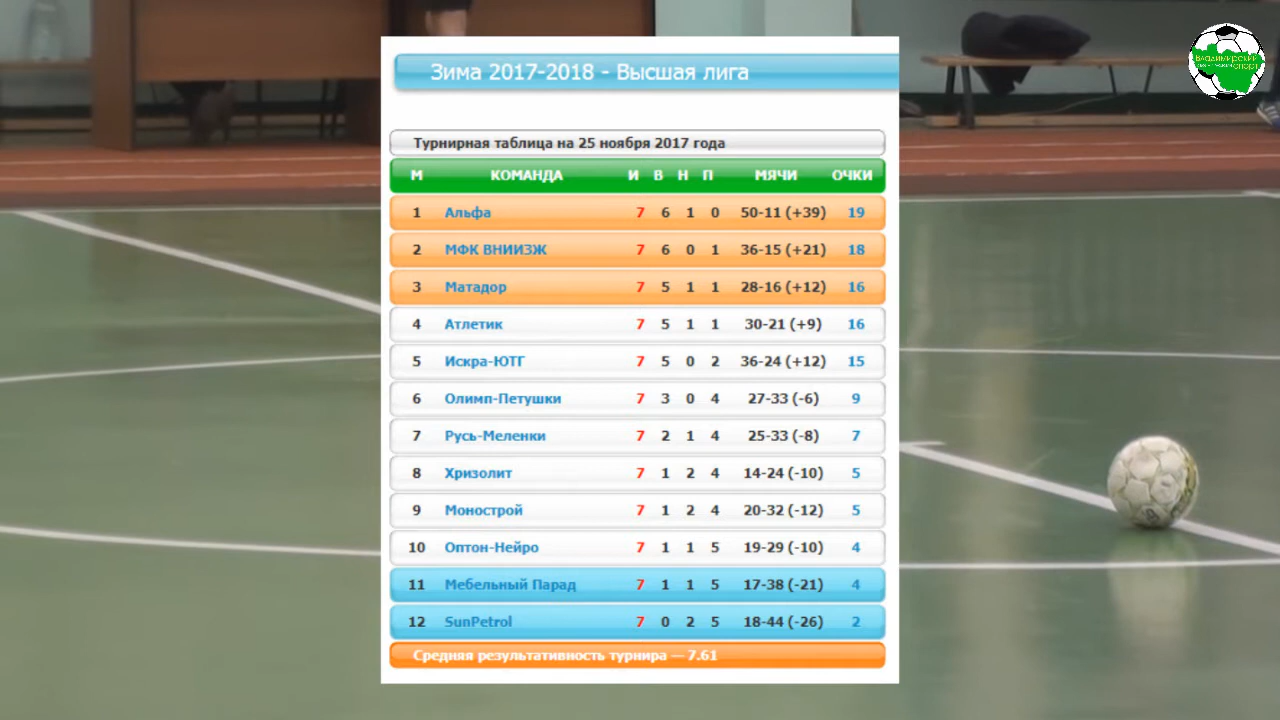 Зима 2017-2018 - Высшая лига
Владимирский
спорт
Турнирная таблица на 25 ноября 2017 года
М КОМАНДА И В Н П МЯЧИ ОЧКИ
1 Альфа 7 6 1 0 50-11 (+39) 19
2 МФК ВНИИЗЖ 7 6 0 1 36-15 (+21) 18
3 Матадор 7 5 1 1 28-16 (+12) 16
4 Атлетик 7 5 1 1 30-21 (+9) 16
5 Искра-ЮТГ 7 5 0 2 36-24 (+12) 15
6 Олимп-Петушки 7 3 0 4 27-33 (-6) 9
7 Русь-Меленки 7 2 1 4 25-33 (-8) 7
8 Хризолит 7 1 2 4 14-24 (-10) 5
9 Монострой 7 1 2 4 20-32 (-12) 5
10 Оптон-Нейро 7 1 1 5 19-29 (-10) 4
11 Мебельный Парад 7 1 1 5 17-38 (-21) 4
12 SunPetrol 7 0 2 5 18-44 (-26) 2
Средняя результативность турнира — 7.61